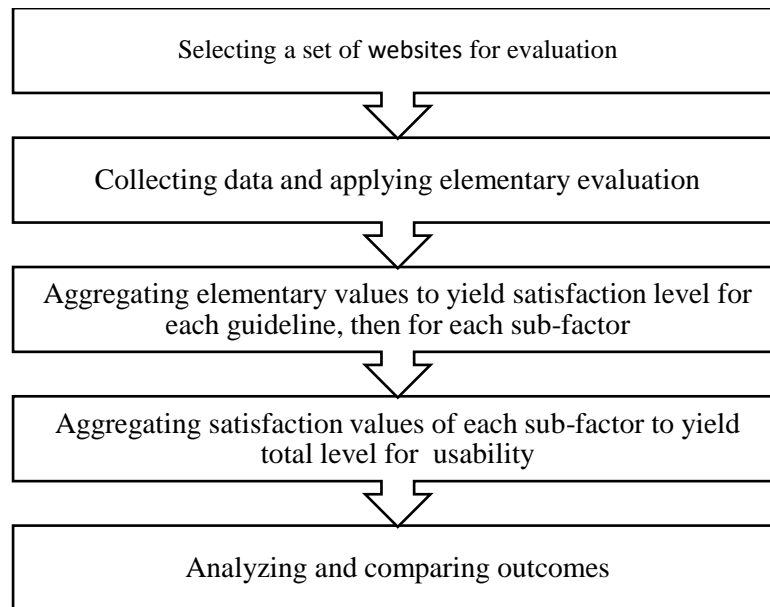 Selecting a set of websites for evaluation
Collecting data and applying elementary evaluation
Aggregating elementary values to yield satisfaction level for
each guideline, then for each sub-factor
Aggregating satisfaction values of each sub-factor to yield
total level for  usability
Analyzing and comparing outcomes